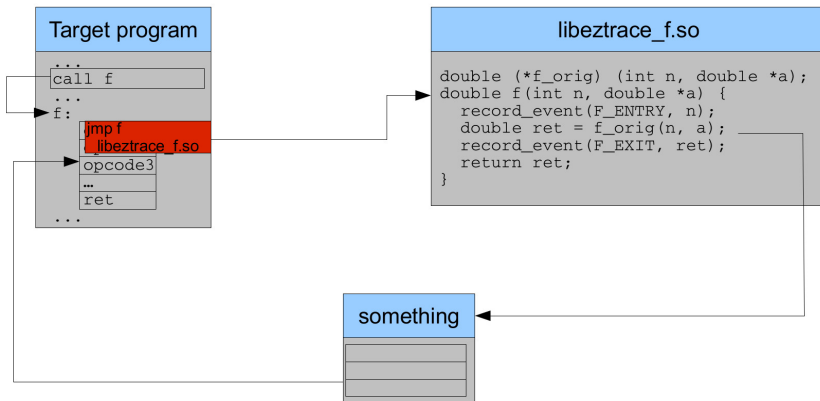 Target program
...
call f
...
f:
jmp f
libeztrace_f.so
opcode3
…
ret
...
libeztrace_f.so
double (*f_orig) (int n, double *a);
double f(int n, double *a) {
record_event(F_ENTRY, n);
double ret = f_orig(n, a);
record_event(F_EXIT, ret);
return ret;
}
something